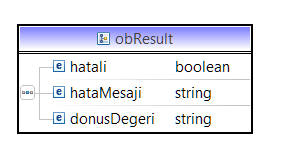 obResult
hatali boolean
hataMesaji string
donusDegeri string